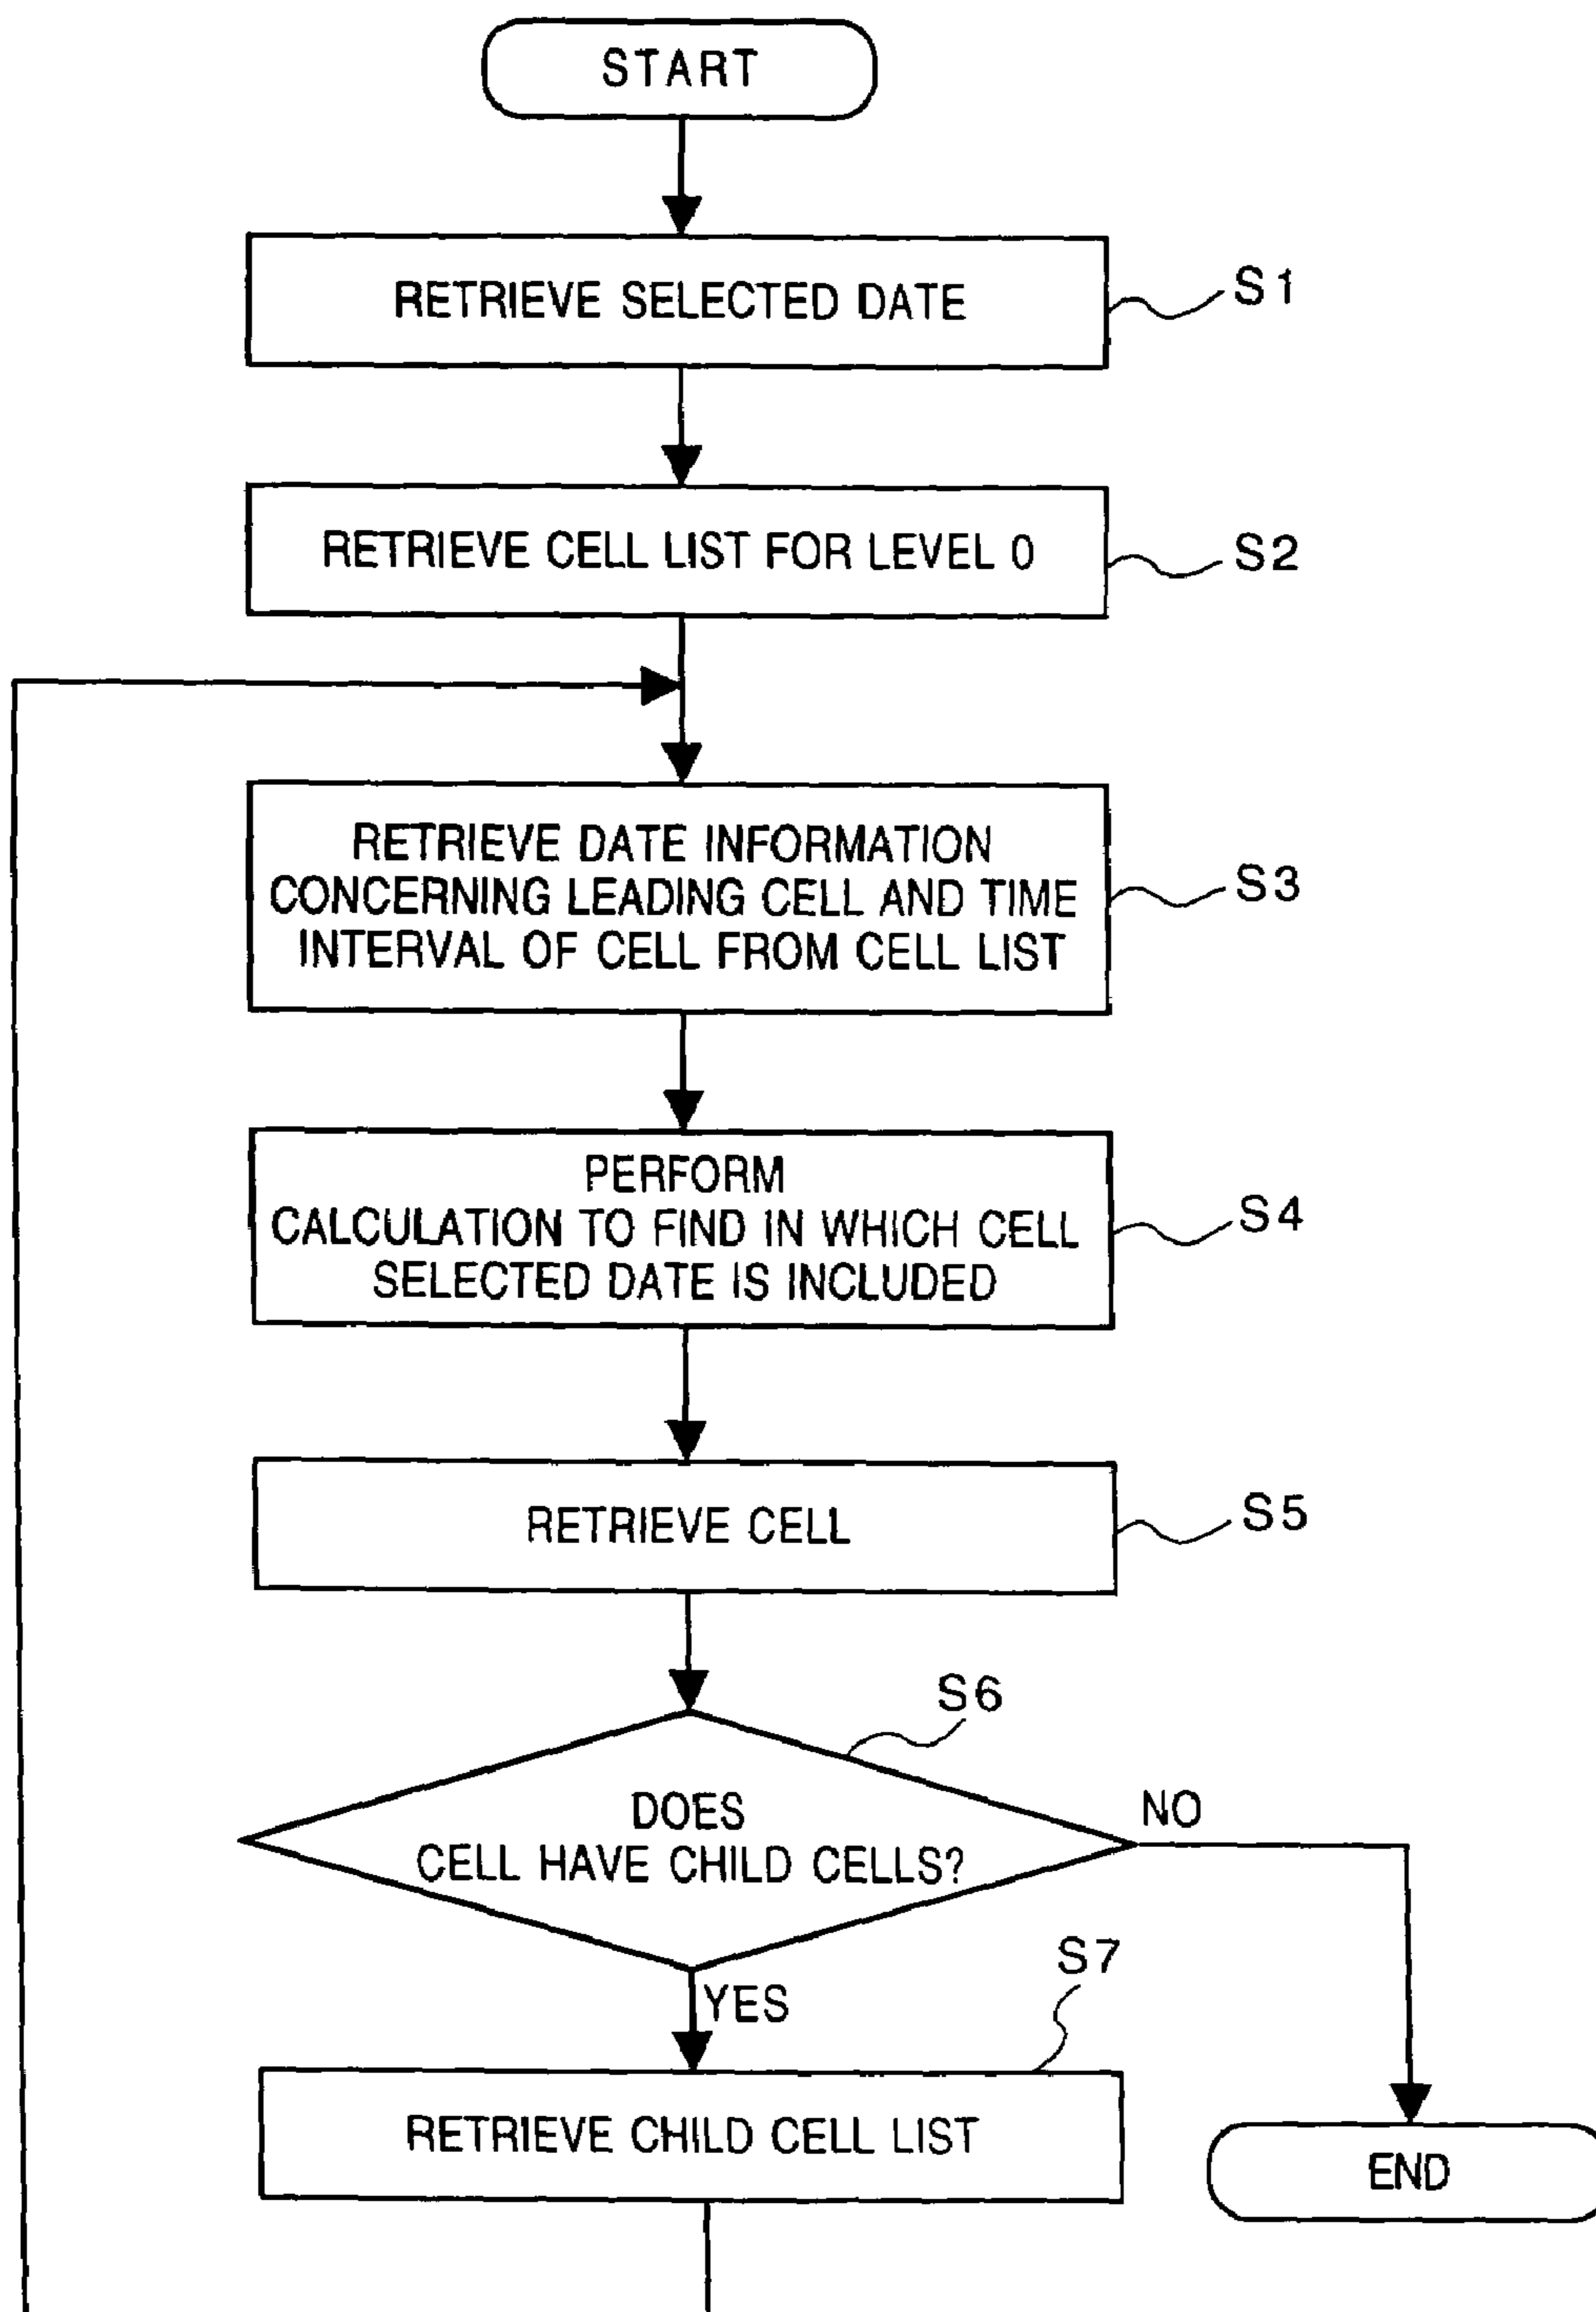 START
RETRIEVE SELECTED DATE
S1
RETRIEVE CELL LIST FOR LEVEL 0
S2
RETRIEVE DATE INFORMATION
CONCERNING LEADING CELL AND TIME
INTERVAL OF CELL FROM CELL LIST
S3
PERFORM
CALCULATION TO FIND IN WHICH CELL
SELECTED DATE IS INCLUDED
S4
RETRIEVE CELL
S5
S6
DOES
CELL HAVE CHILD CELLS?
NO
YES
S7
RETRIEVE CHILD CELL LIST
END